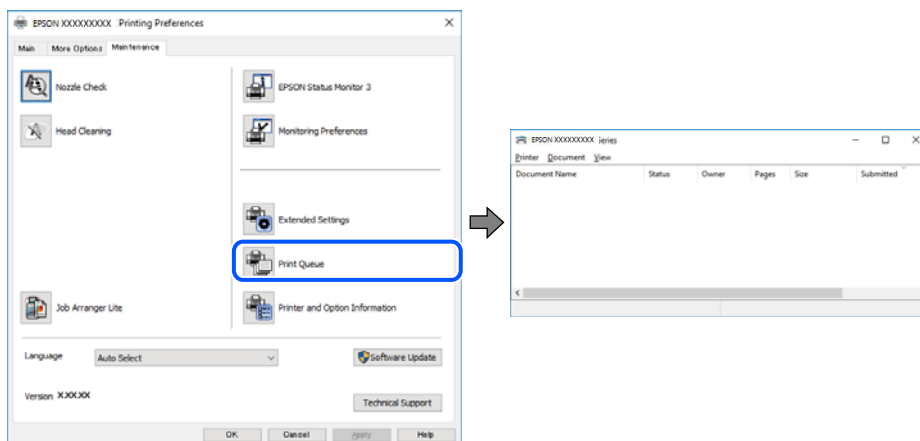 EPSON XXXXXXXXX Printing Preferences
Main More Options Maintenance
Nozzle Check
EPSON Status Monitor 3
Head Cleaning
Monitoring Preferences
Extended Settings
Print Queue
Job Arranger Lite
Printer and Option Information
Language Auto Select
Software Update
Version X.XX.XX
Technical Support
OK Cancel Apply Help
EPSON XXXXXXXXX ieries
Printer Document View
Document Name Status Owner Pages Size Submitted